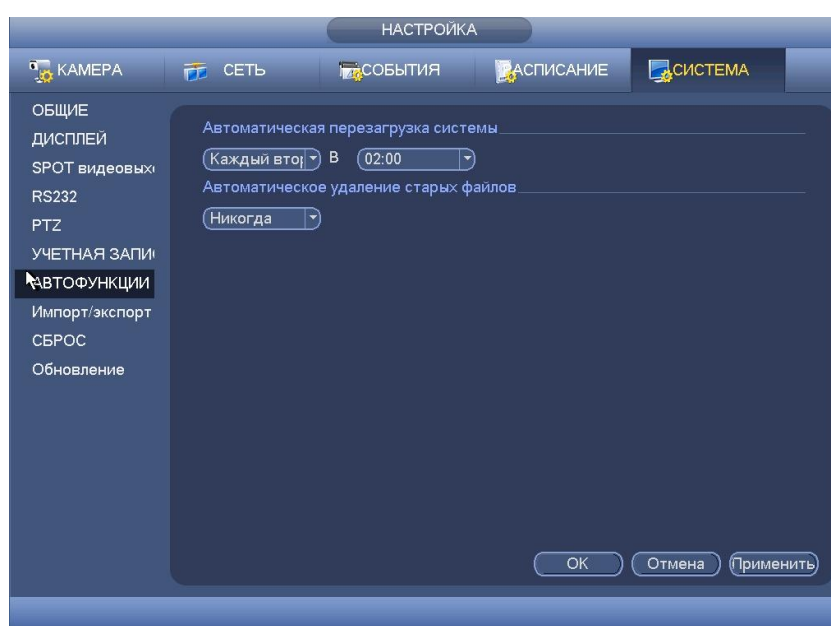 НАСТРОЙКА
КАМЕРА СЕТЬ СОБЫТИЯ АСПИСАНИЕ СИСТЕМА
ОБЩИЕ
ДИСПЛЕЙ
SPOT видеовых
RS232
PTZ
УЧЕТНАЯ ЗАПИ
АВТОФУНКЦИИ
Импорт/экспорт
СБРОС
Обновление
Автоматическая перезагрузка системы
Каждый втор В 02:00
Автоматическое удаление старых файлов
Никогда
OK Отмена Применить